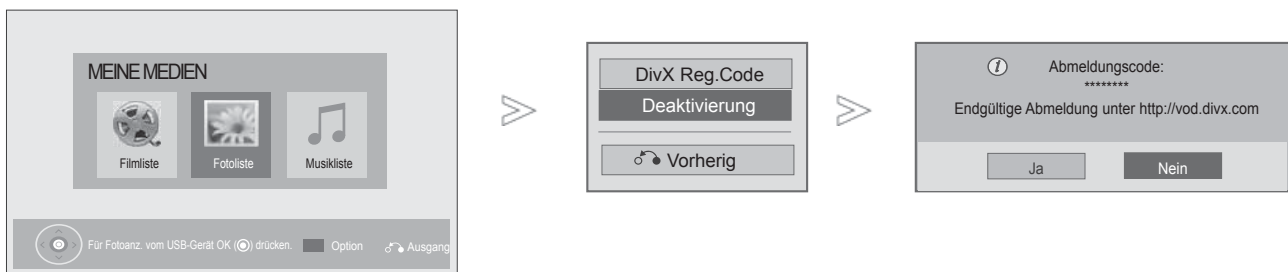 MEINE MEDIEN
Filmliste
Fotoliste
Musikliste
Für Fotoanz. vom USB-Gerät OK (◉) drücken. Option Ausgang
DivX Reg.Code
Deaktivierung
Vorherig
Abmeldungscode:
********
Endgültige Abmeldung unter http://vod.divx.com
Ja
Nein